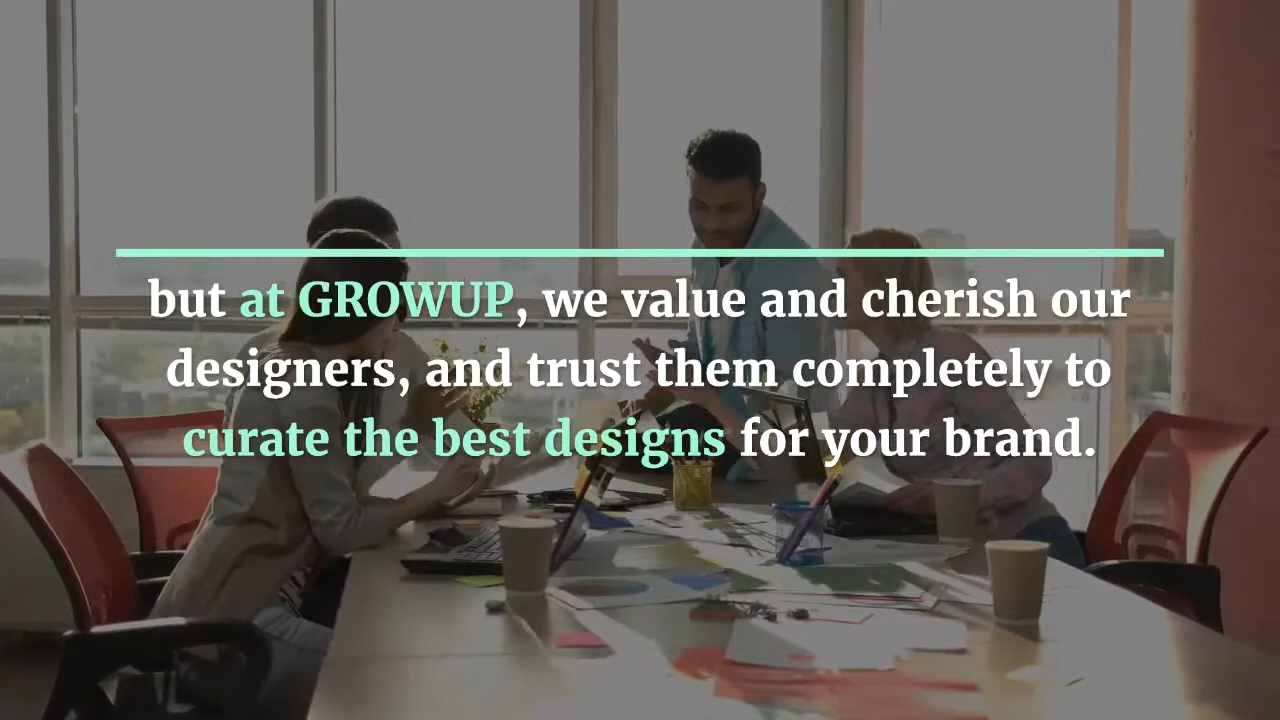 but at GROWUP, we value and cherish our
designers, and trust them completely to
curate the best designs for your brand.